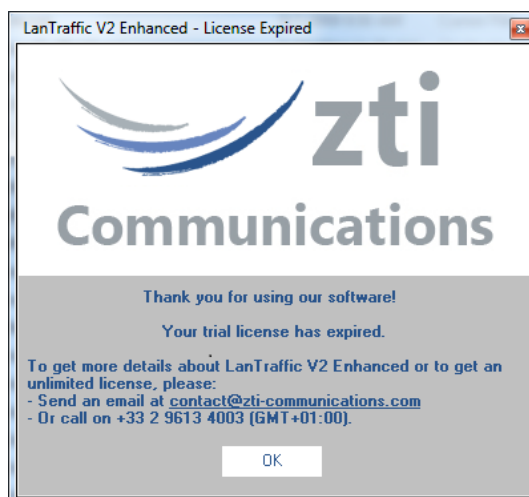 LanTraffic V2 Enhanced - License Expired
zti
Communications
Thank you for using our software!
Your trial license has expired.
To get more details about LanTraffic V2 Enhanced or to get an
unlimited license, please:
- Send an email at contact@zti-communications.com
- Or call on +33 2 9613 4003 (GMT+01:00).
OK